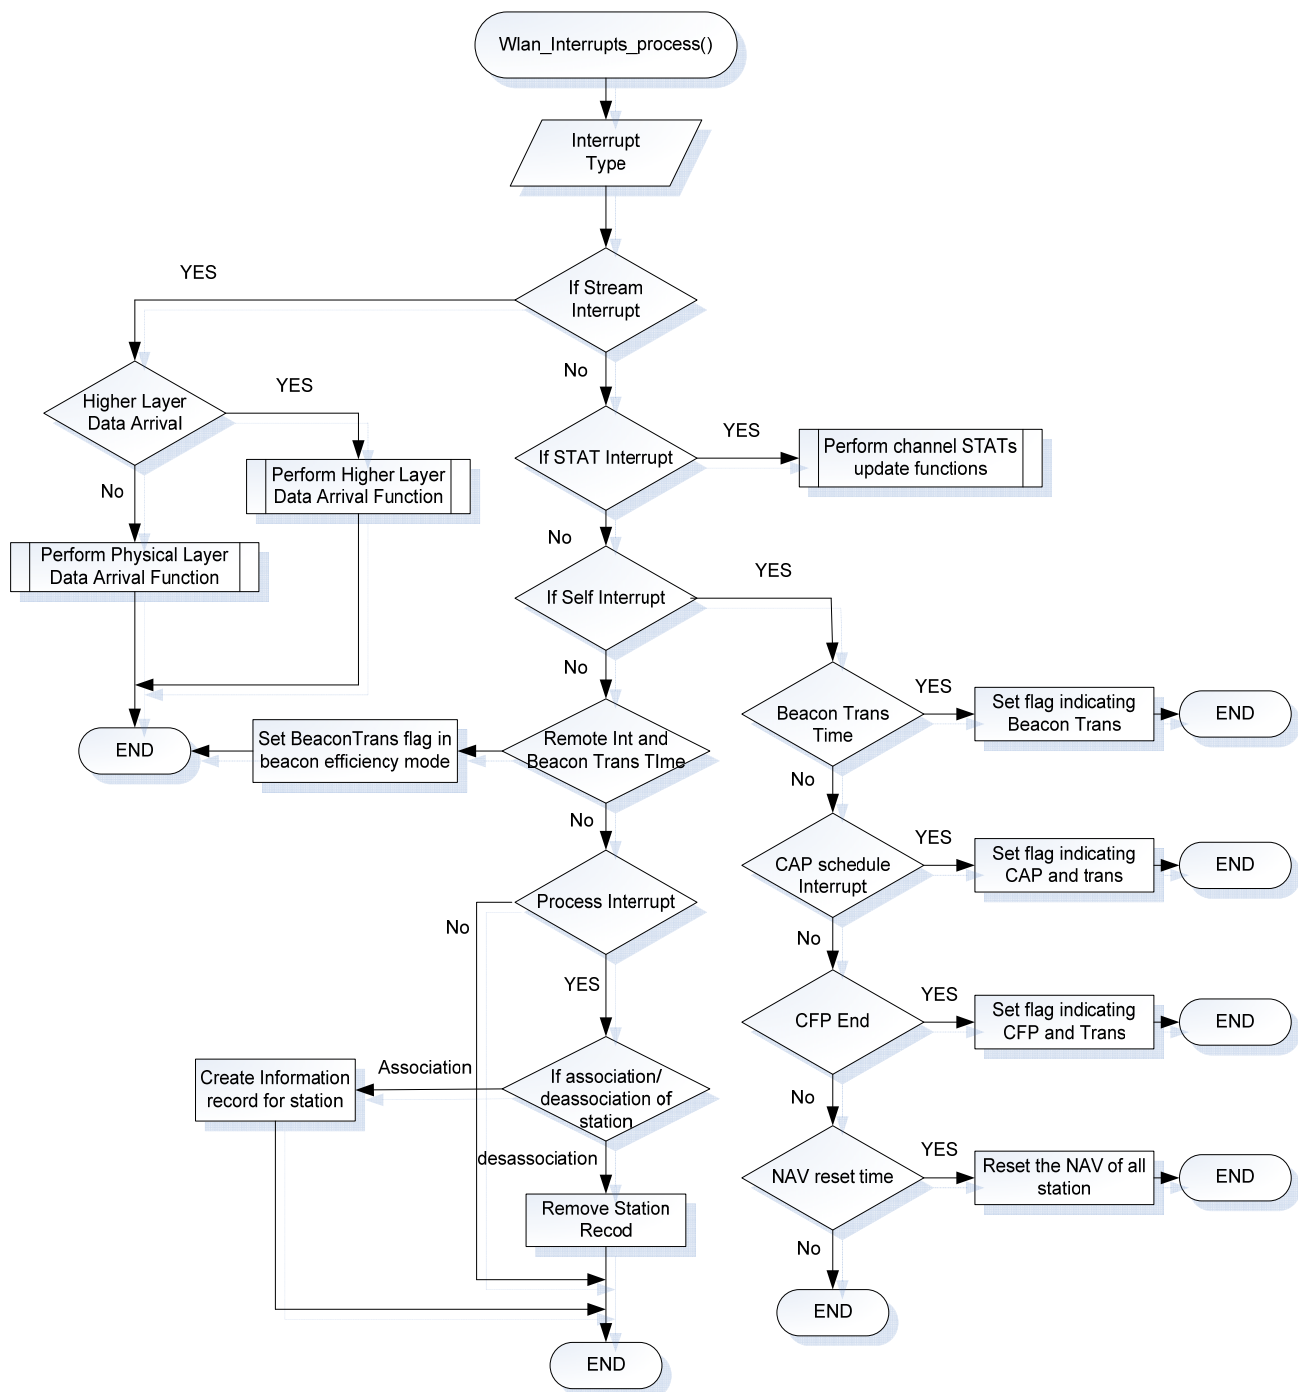 Wlan_Interrupts_process()
Interrupt
Type
YES
If Stream
Interrupt
No
YES
Higher Layer
Data Arrival
YES
If STAT Interrupt
Perform channel STATs
update functions
Perform Higher Layer
Data Arrival Function
No
No
YES
Perform Physical Layer
Data Arrival Function
If Self Interrupt
No
YES
Beacon Trans
Time
Set flag indicating
Beacon Trans
END
END
Set BeaconTrans flag in
beacon efficiency mode
Remote Int and
Beacon Trans TIme
No
No
YES
CAP schedule
Interrupt
Set flag indicating
CAP and trans
END
Process Interrupt
No
No
YES
YES
CFP End
Set flag indicating
CFP and Trans
END
Association
Create Information
record for station
If association/
deassociation of
station
No
desassociation
YES
NAV reset time
Reset the NAV of all
station
END
Remove Station
Recod
No
END
END